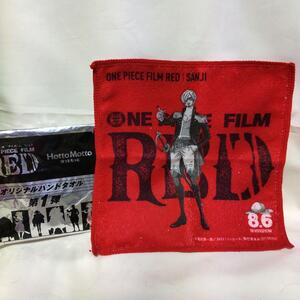 ONE PIECE FILM RED | SANJI
ONE PIECE FILM
RED
8.6
PIECE FILM
HottoMotto
RED
オリジナルハンドタオル
第1弾